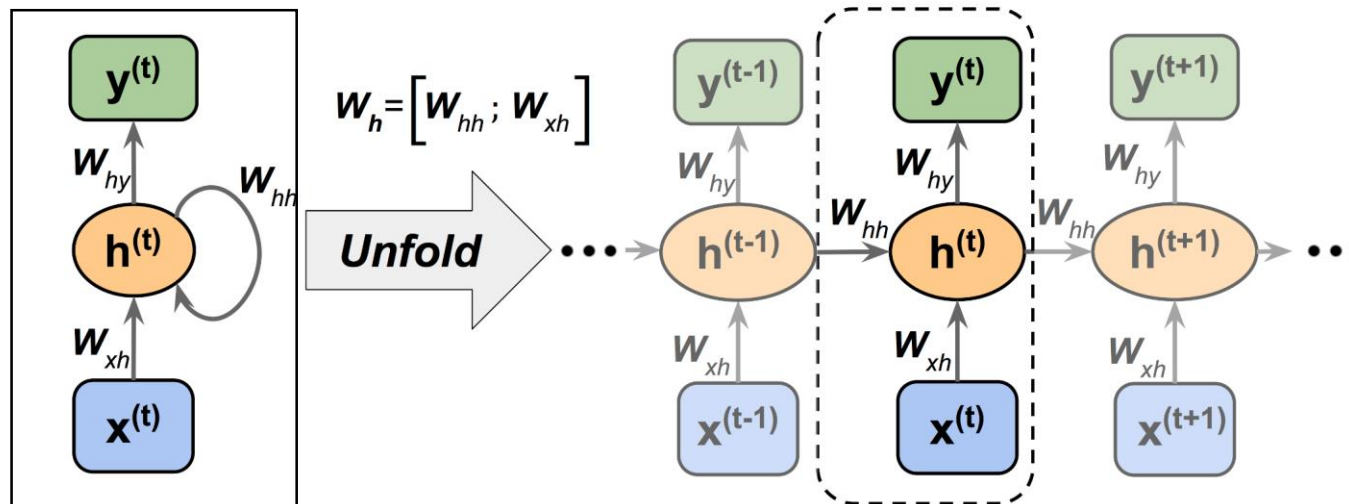 y(t)
Why
Whh
h(t)
Wxh
x(t)
Wh=[Whh ; Wxh]
Unfold
y(t-1)
y(t)
y(t+1)
Why
Why
Why
Whh
Whh
h(t-1)
h(t)
h(t+1)
Wxh
Wxh
Wxh
x(t-1)
x(t)
x(t+1)